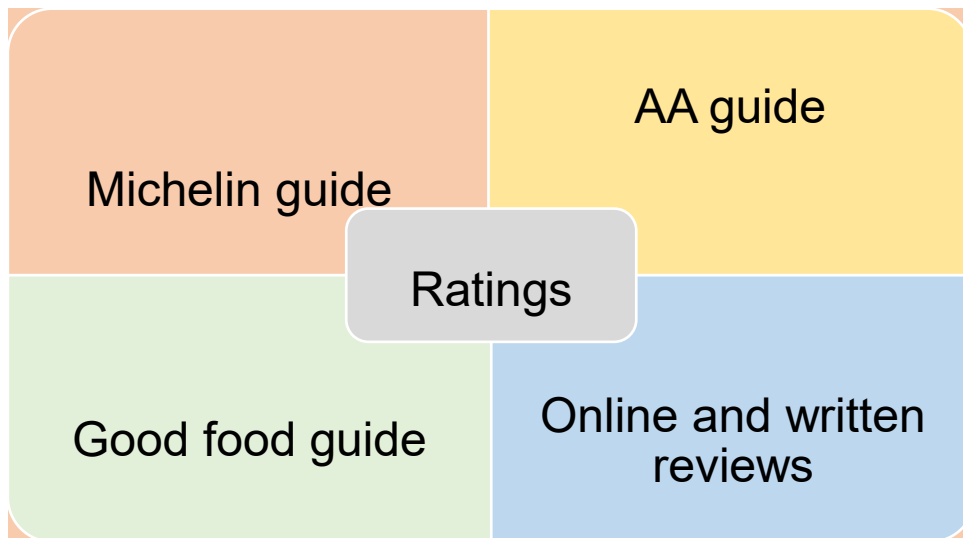 Michelin guide
AA guide
Ratings
Good food guide
Online and written
reviews